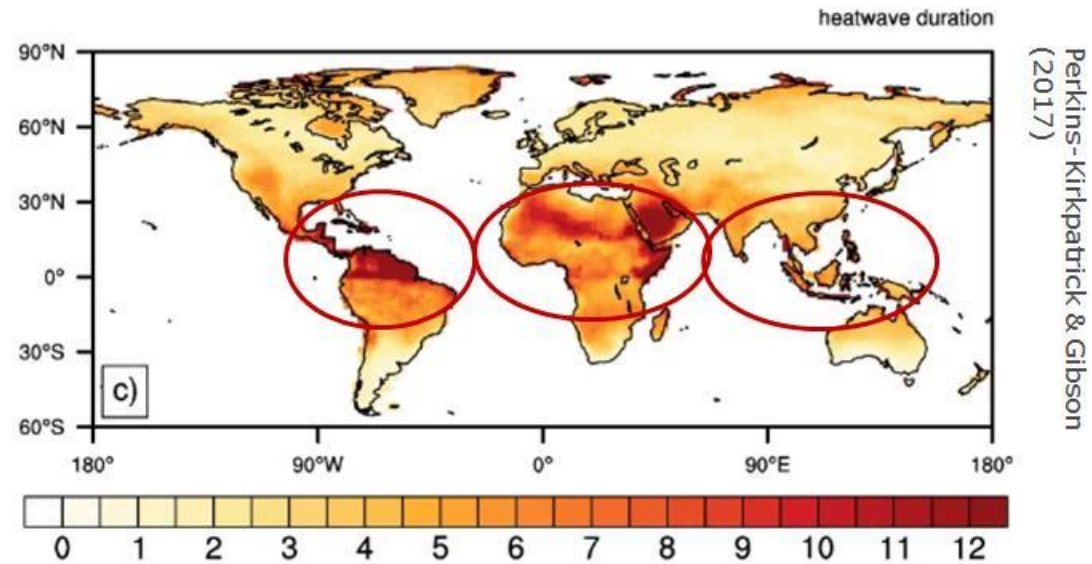 heatwave duration
90°N
60°N
30°N
0°
30°S
60°S
c)
180° 90°W 0° 90°E 180°
0 1 2 3 4 5 6 7 8 9 10 11 12
Perkins-Kirkpatrick & Gibson
(2017)